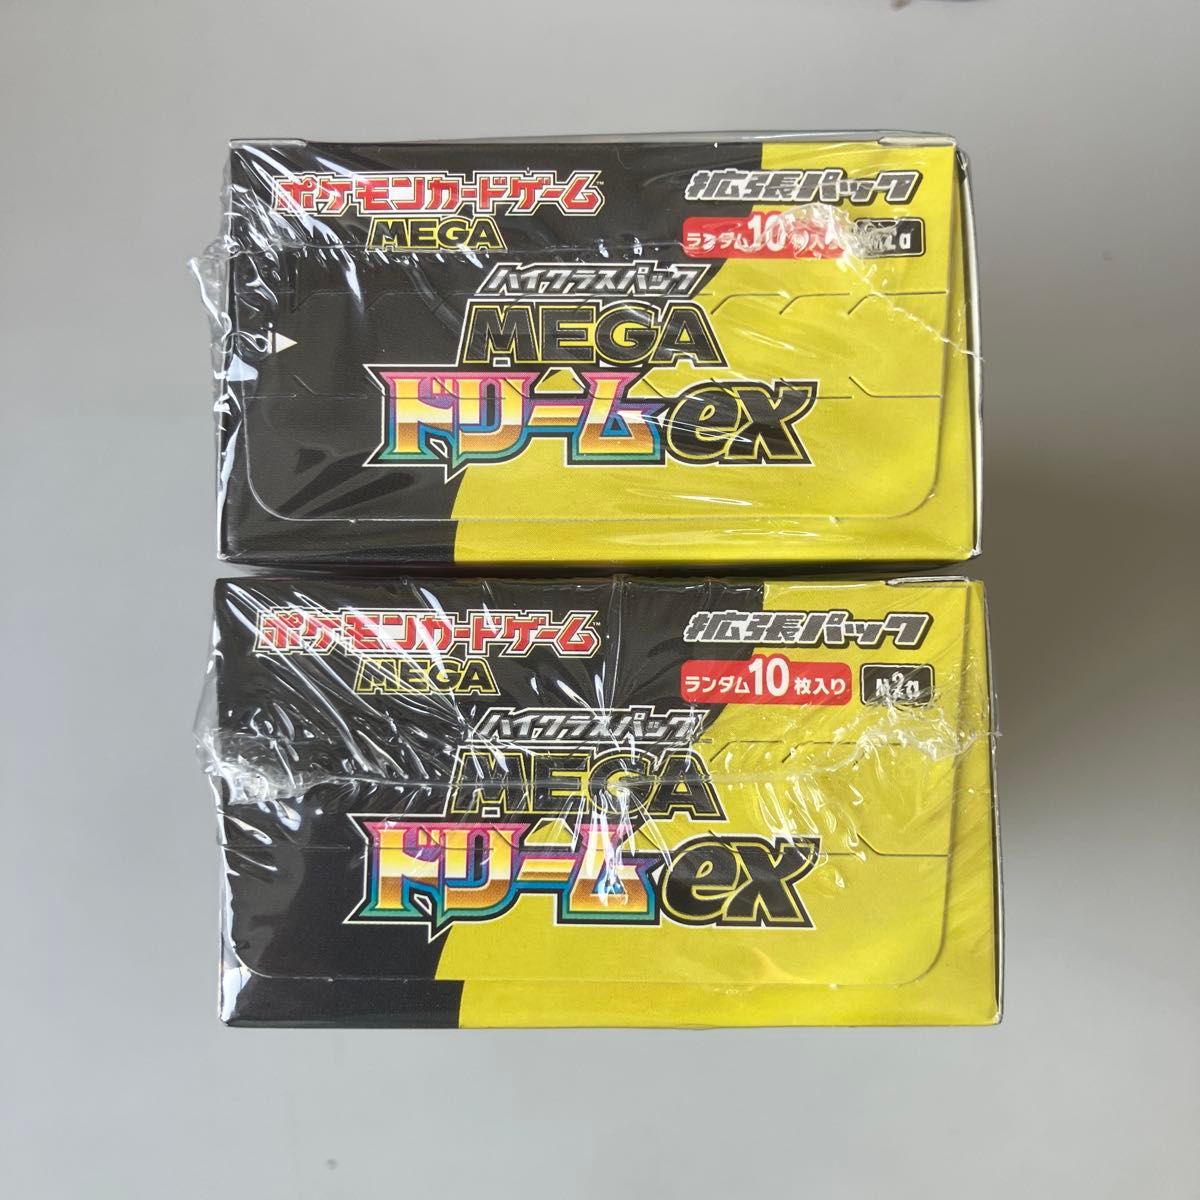 ポケモンカードゲーム™
MEGA
拡張パック
ランダム10枚入り
ハイクラスパック
MEGA
ドリームex
ポケモンカードゲーム™
MEGA
拡張パック
ランダム10枚入り M2a
ハイクラスパック
MEGA
ドリームex